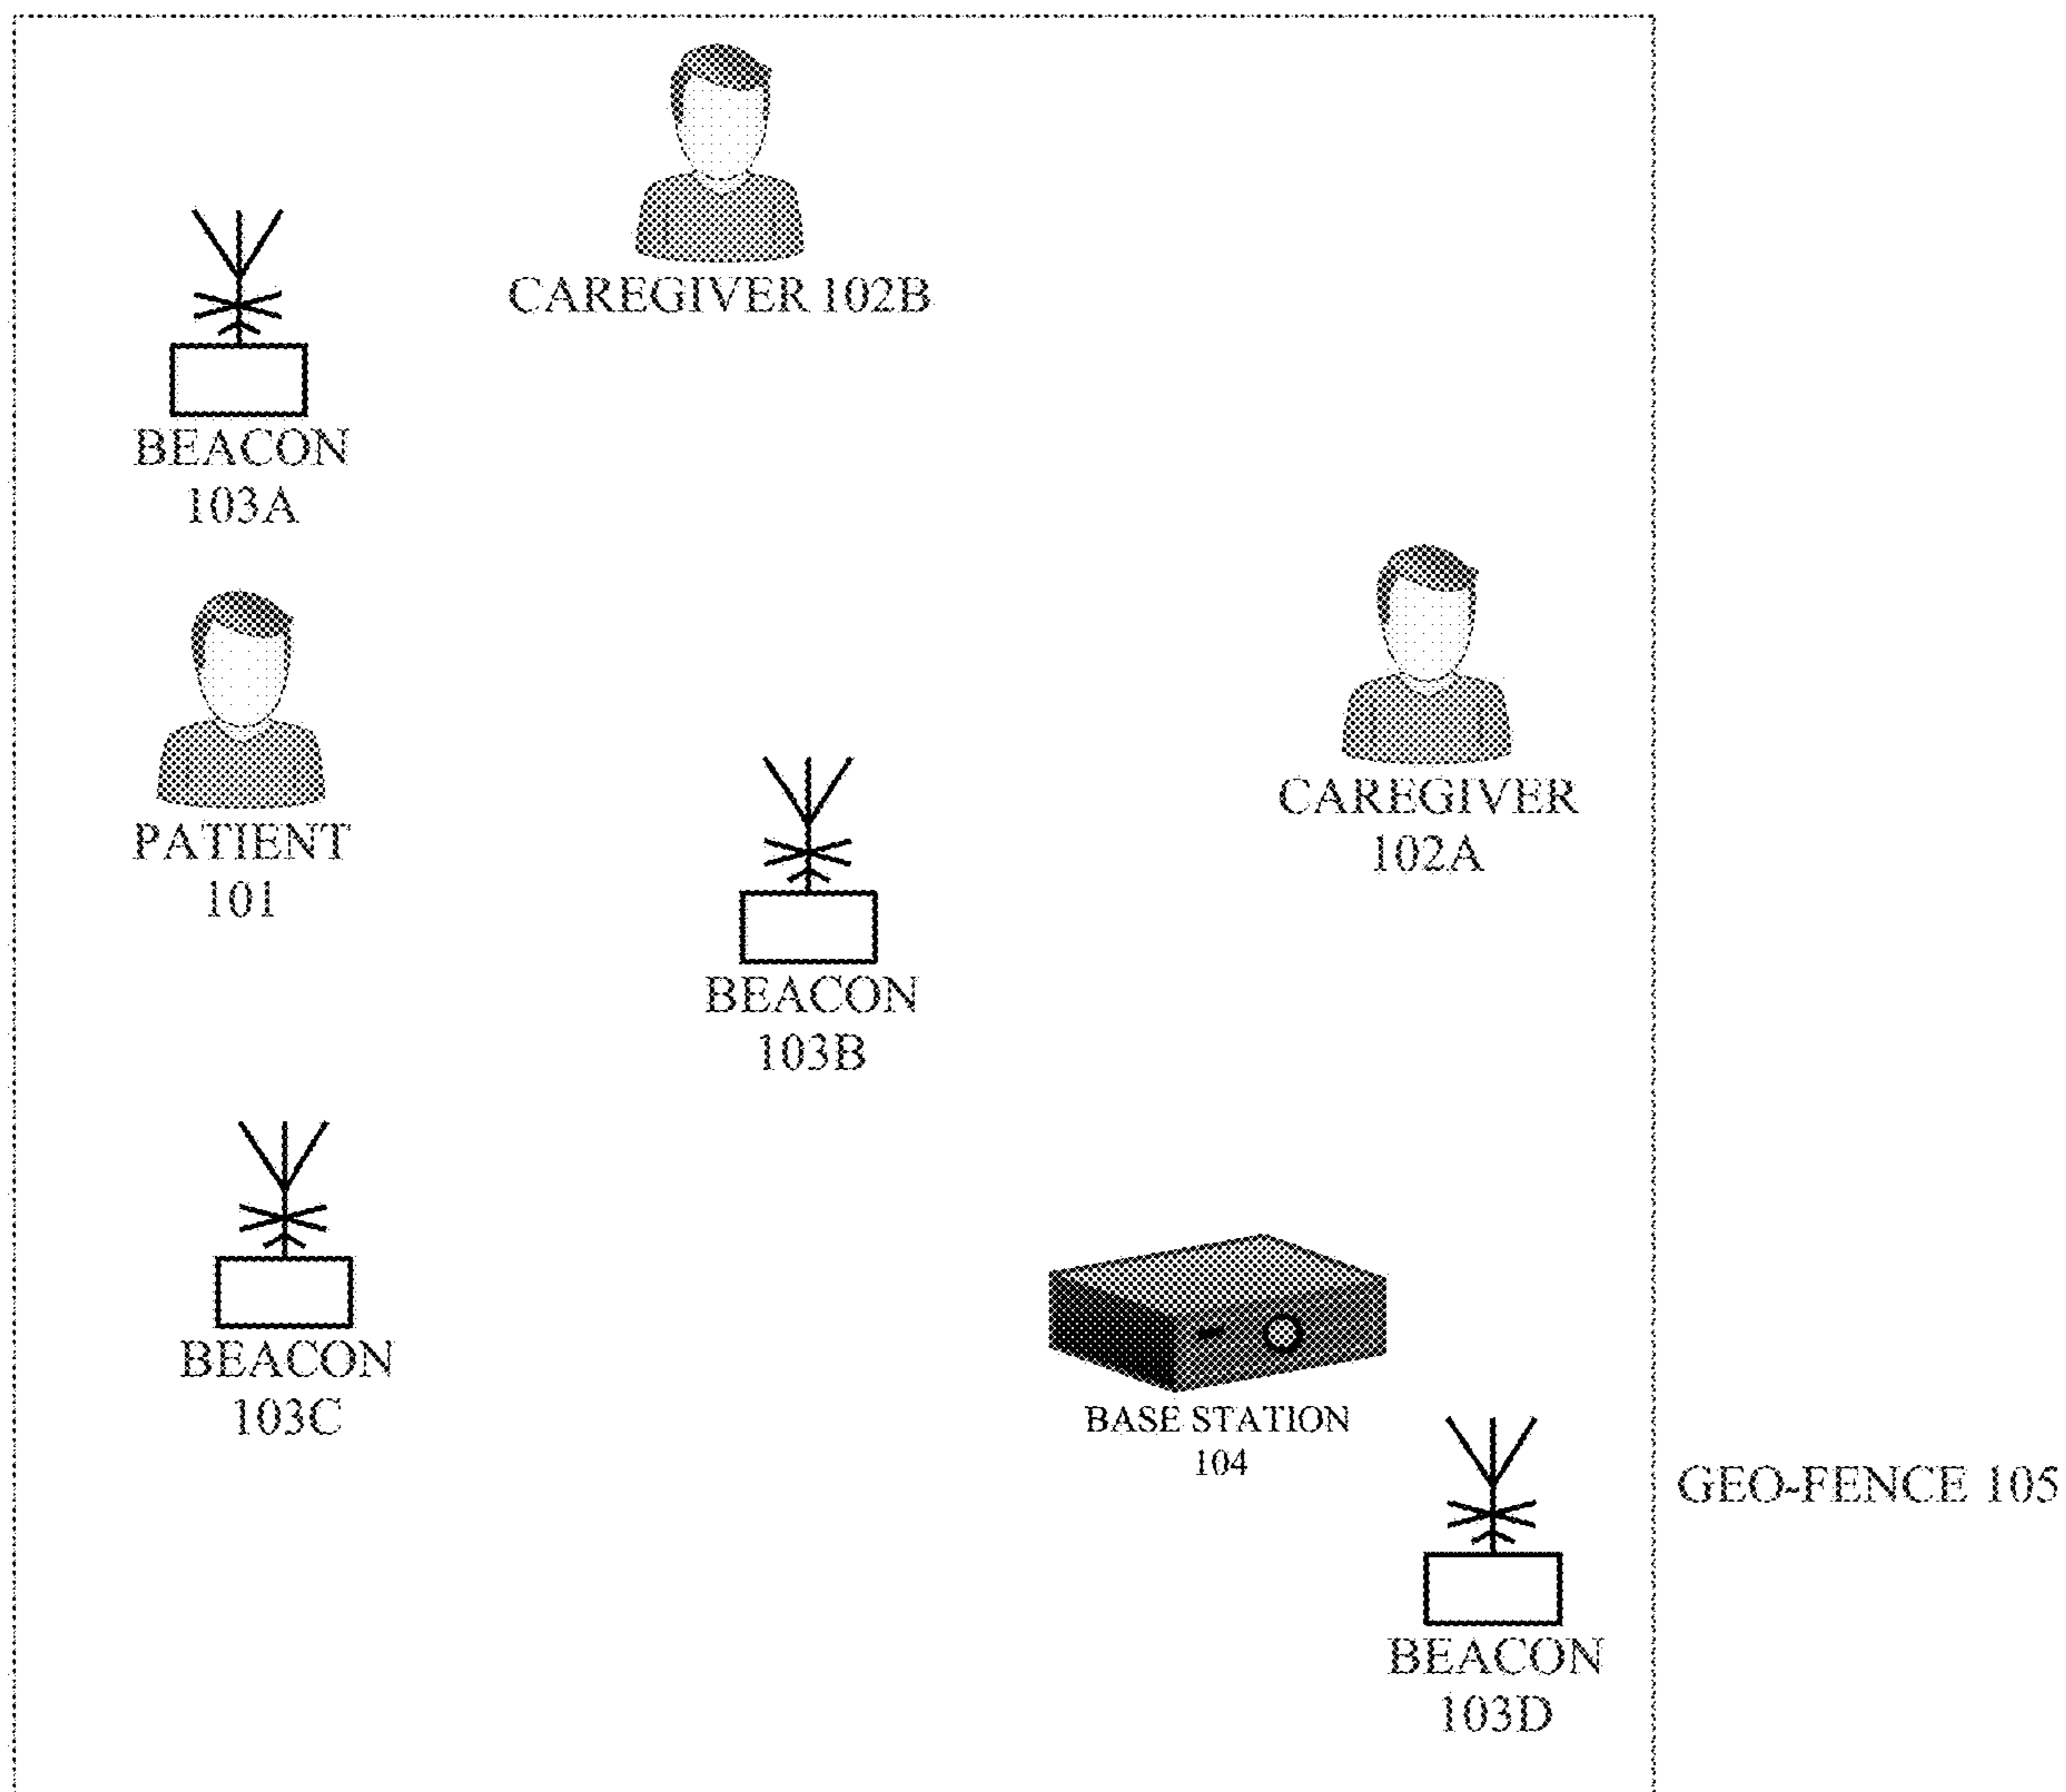 CAREGIVER 102B
BEACON
103A
CAREGIVER
102A
PATIENT
101
BEACON
103B
BEACON
103C
BASE STATION
104
GEO-FENCE 105
BEACON
103D